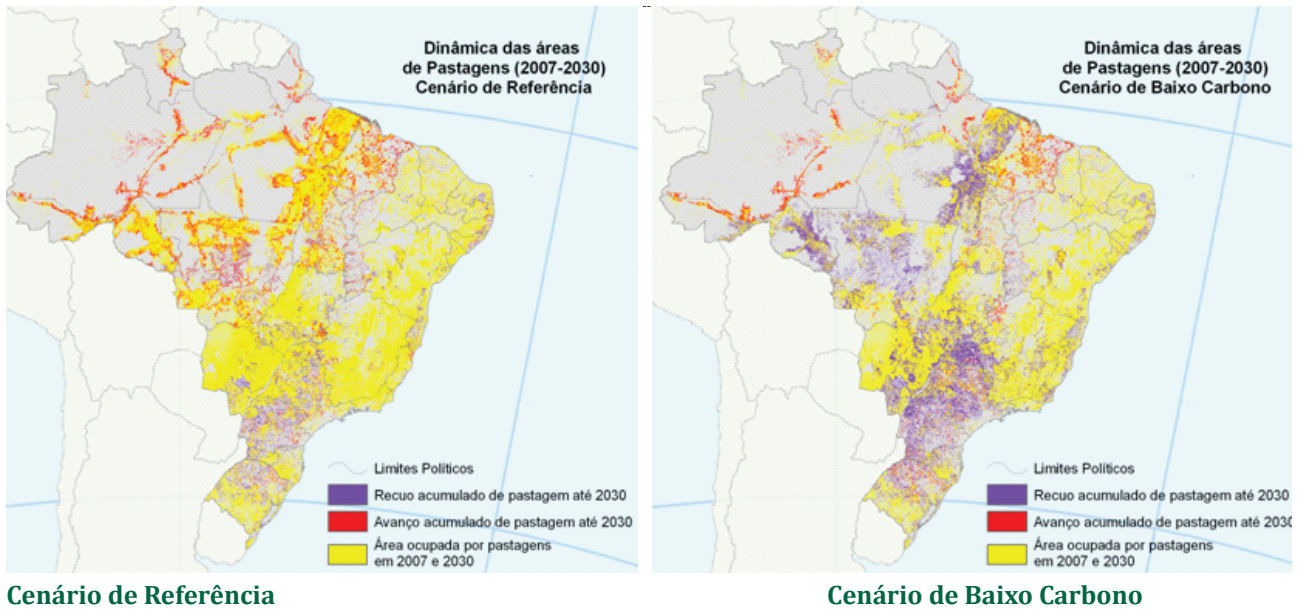 Dinâmica das áreas
de Pastagens (2007-2030)
Cenário de Referência
Limites Políticos
Recuo acumulado de pastagem até 2030
Avanço acumulado de pastagem até 2030
Área ocupada por pastagens
em 2007 e 2030
Dinâmica das áreas
de Pastagens (2007-2030)
Cenário de Baixo Carbono
Limites Políticos
Recuo acumulado de pastagem até 2030
Avanço acumulado de pastagem até 2030
Área ocupada por pastagens
em 2007 e 2030
Cenário de Referência
Cenário de Baixo Carbono